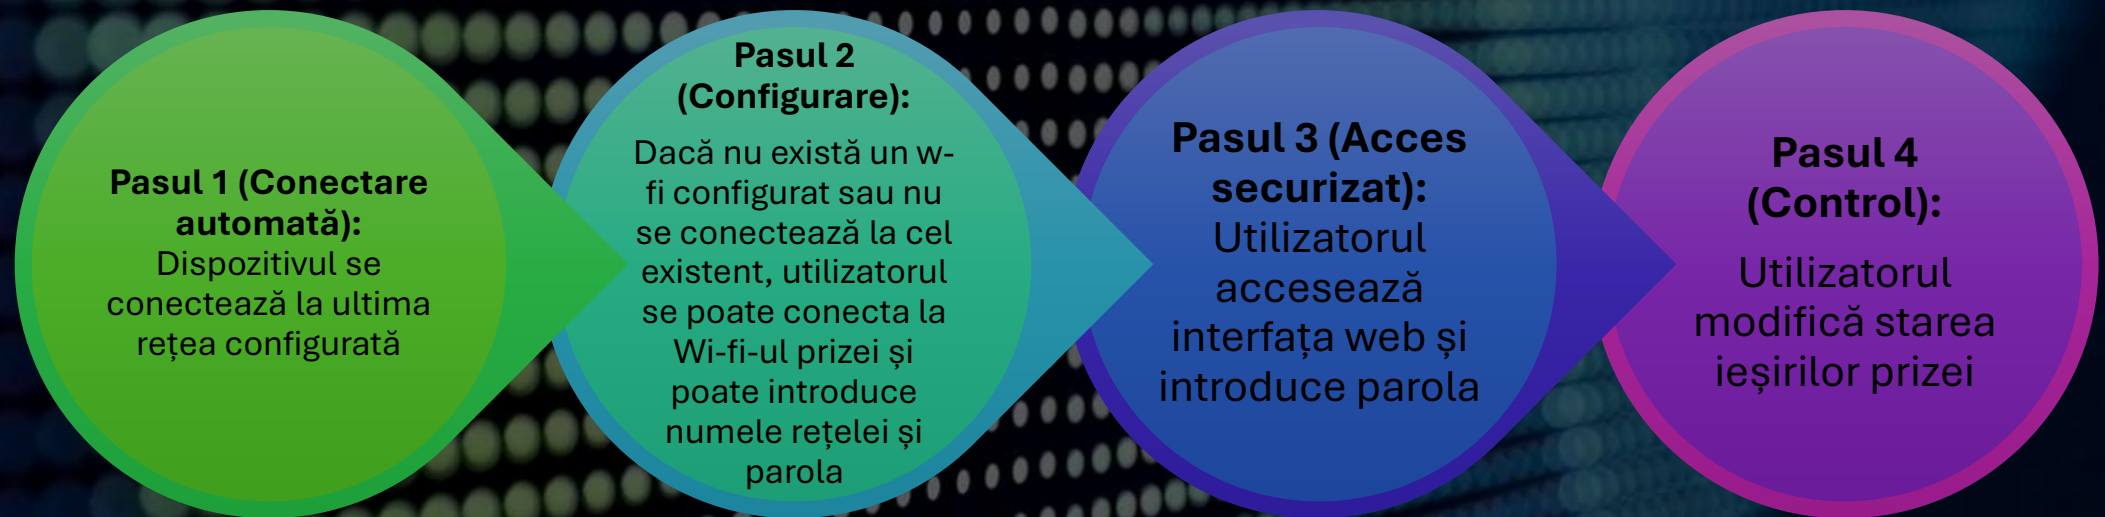 Pasul 1 (Conectare
automată):
Dispozitivul se
conectează la ultima
rețea configurată
Pasul 2
(Configurare):
Dacă nu există un w-
fi configurat sau nu
se conectează la cel
existent, utilizatorul
se poate conecta la
Wi-fi-ul prizei și
poate introduce
numele rețelei și
parola
Pasul 3 (Acces
securizat):
Utilizatorul
accesează
interfața web și
introduce parola
Pasul 4
(Control):
Utilizatorul
modifică starea
ieșirilor prizei